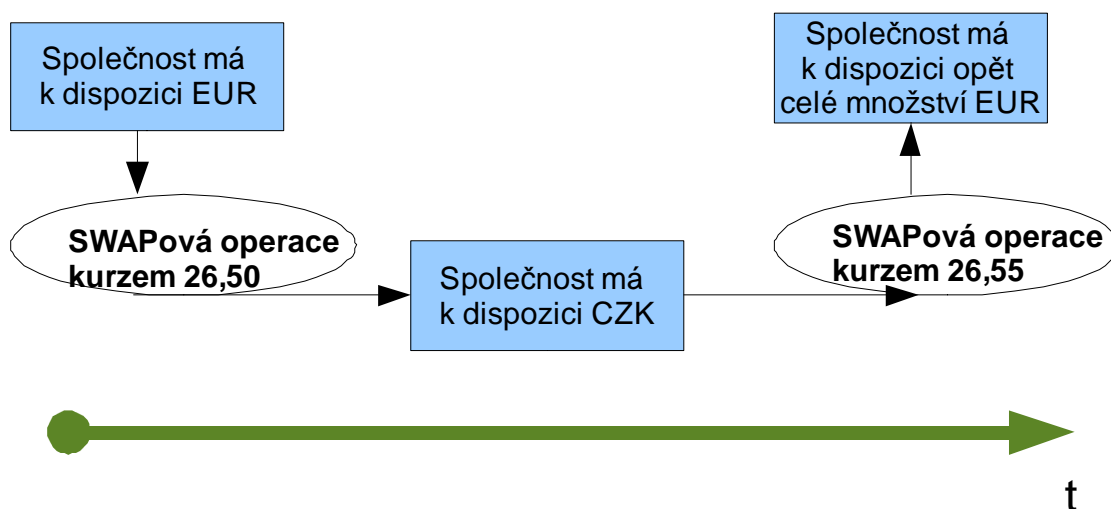 Společnost má
k dispozici EUR
SWAPová operace
kurzem 26,50
Společnost má
k dispozici CZK
Společnost má
k dispozici opět
celé množství EUR
SWAPová operace
kurzem 26,55
t